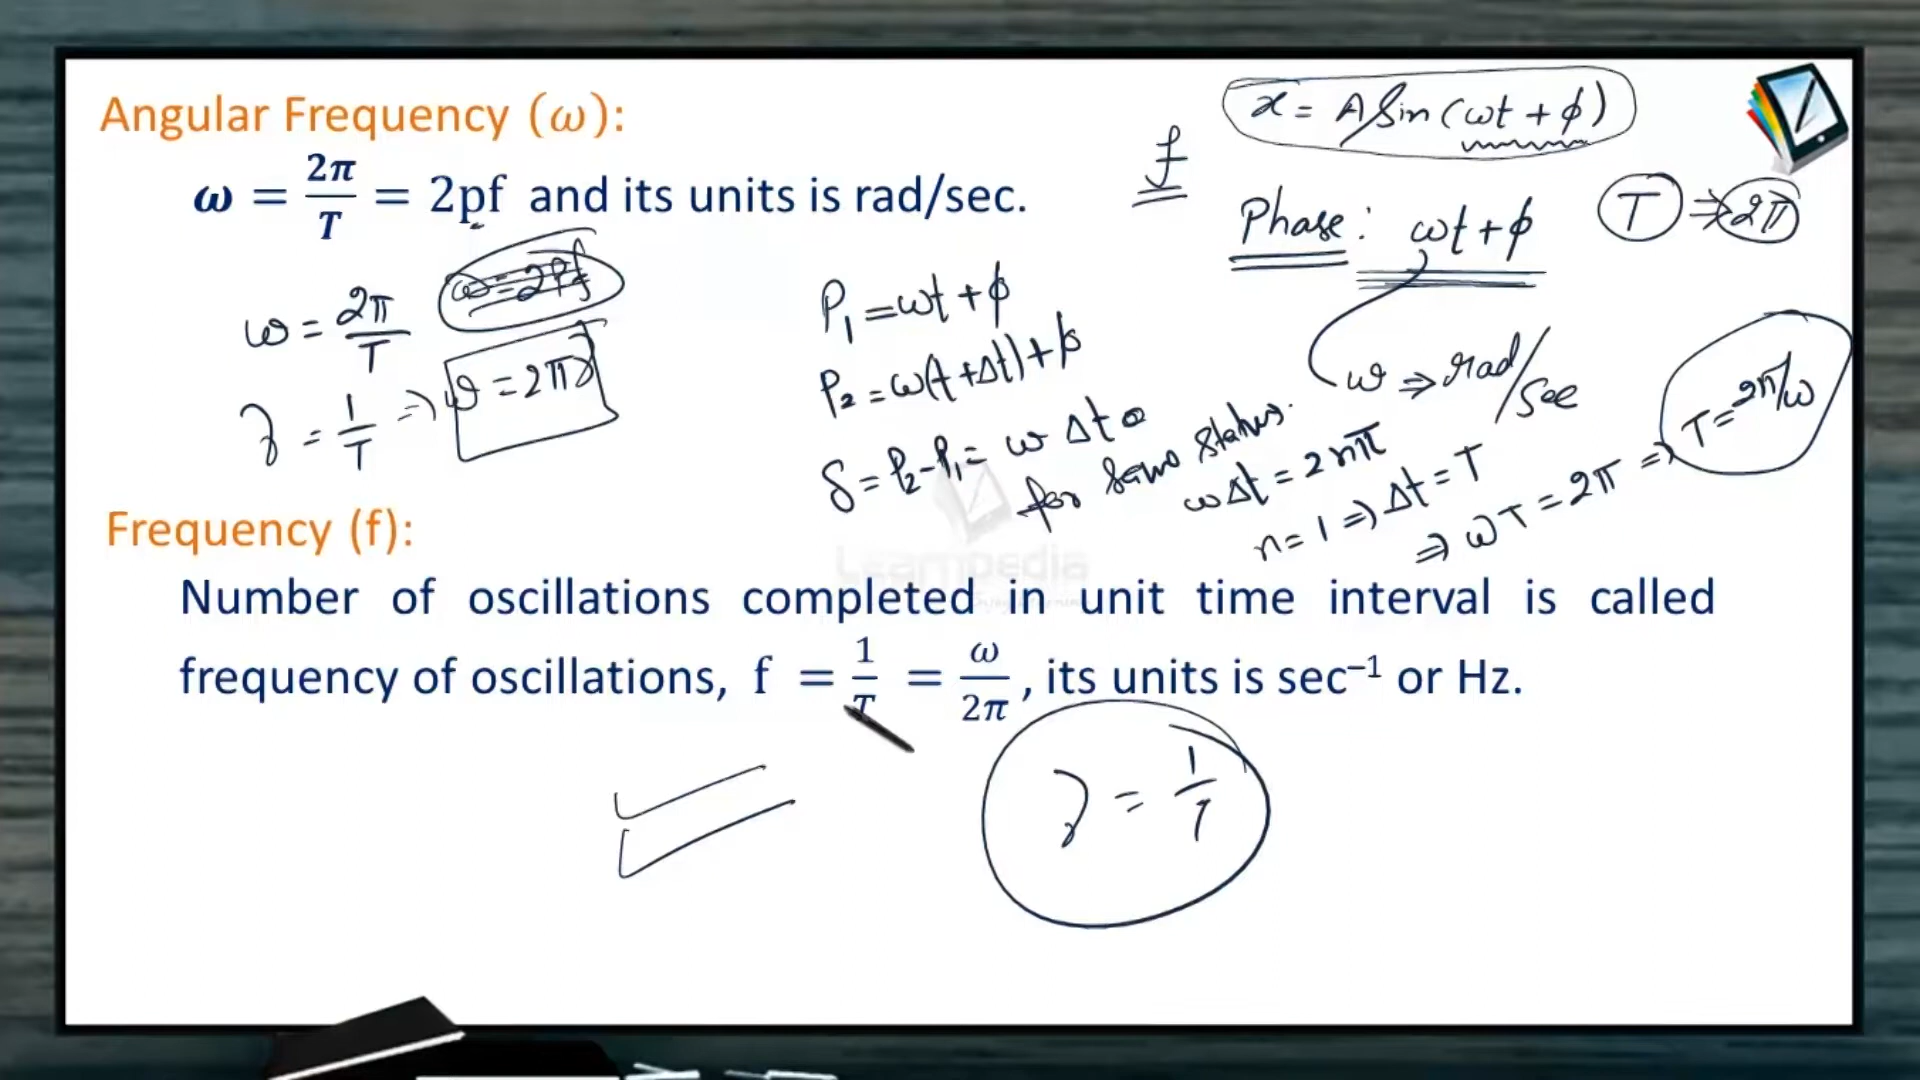 Angular Frequency (ω):
ω = 2π/T = 2pf and its units is rad/sec.
ω = 2π/T
ω = 2Pf
ν = 1/T ⇒ ω = 2πν
x = A Sin (ωt + ϕ)
f
Phase : ωt + ϕ
T ⇒ 2π
P₁ = ωt + ϕ
P₂ = ω(t + Δt) + ϕ
δ = P₂ - P₁ = ω Δt
ω ⇒ rad/sec
for same status.
ωΔt = 2nπ
n = 1 ⇒ Δt = T
⇒ ωT = 2π ⇒ T = 2π/ω
Frequency (f):
Learnpedia
Number of oscillations completed in unit time interval is called
frequency of oscillations, f = 1/T = ω/2π, its units is sec⁻¹ or Hz.
ν = 1/T